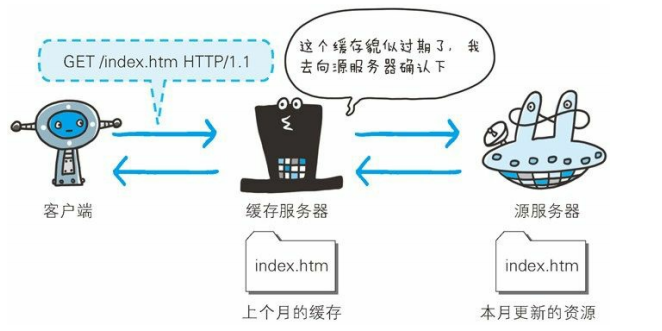 GET /index.htm HTTP/1.1
这个缓存貌似过期了，我
去向源服务器确认下
客户端
缓存服务器
源服务器
index.htm
index.htm
上个月的缓存
本月更新的资源